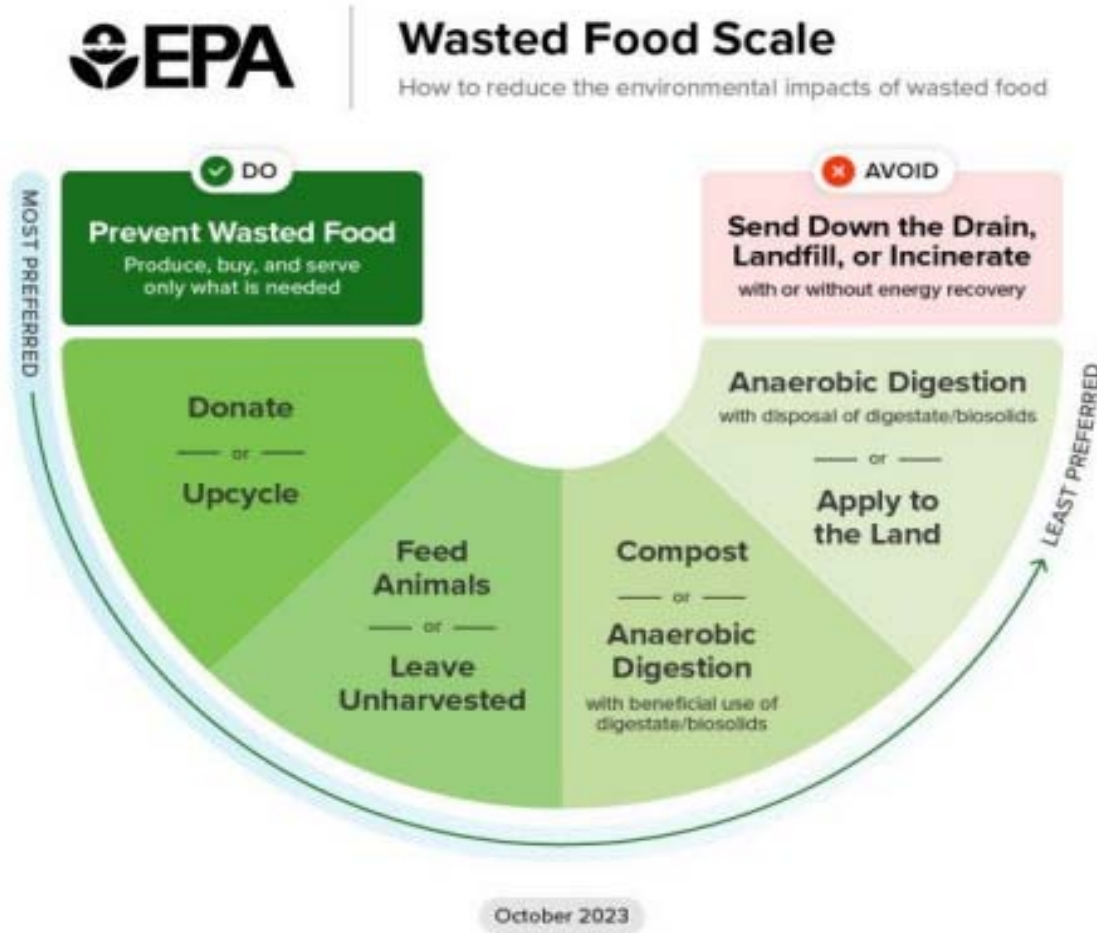 EPA
Wasted Food Scale
How to reduce the environmental impacts of wasted food
DO
Prevent Wasted Food
Produce, buy, and serve
only what is needed
AVOID
Send Down the Drain,
Landfill, or Incinerate
with or without energy recovery
MOST PREFERRED
Donate
or
Upcycle
Feed
Animals
or
Leave
Unharvested
Compost
or
Anaerobic
Digestion
with beneficial use of
digestate/biosolids
Anaerobic Digestion
with disposal of digestate/biosolids
or
Apply to
the Land
LEAST PREFERRED
October 2023